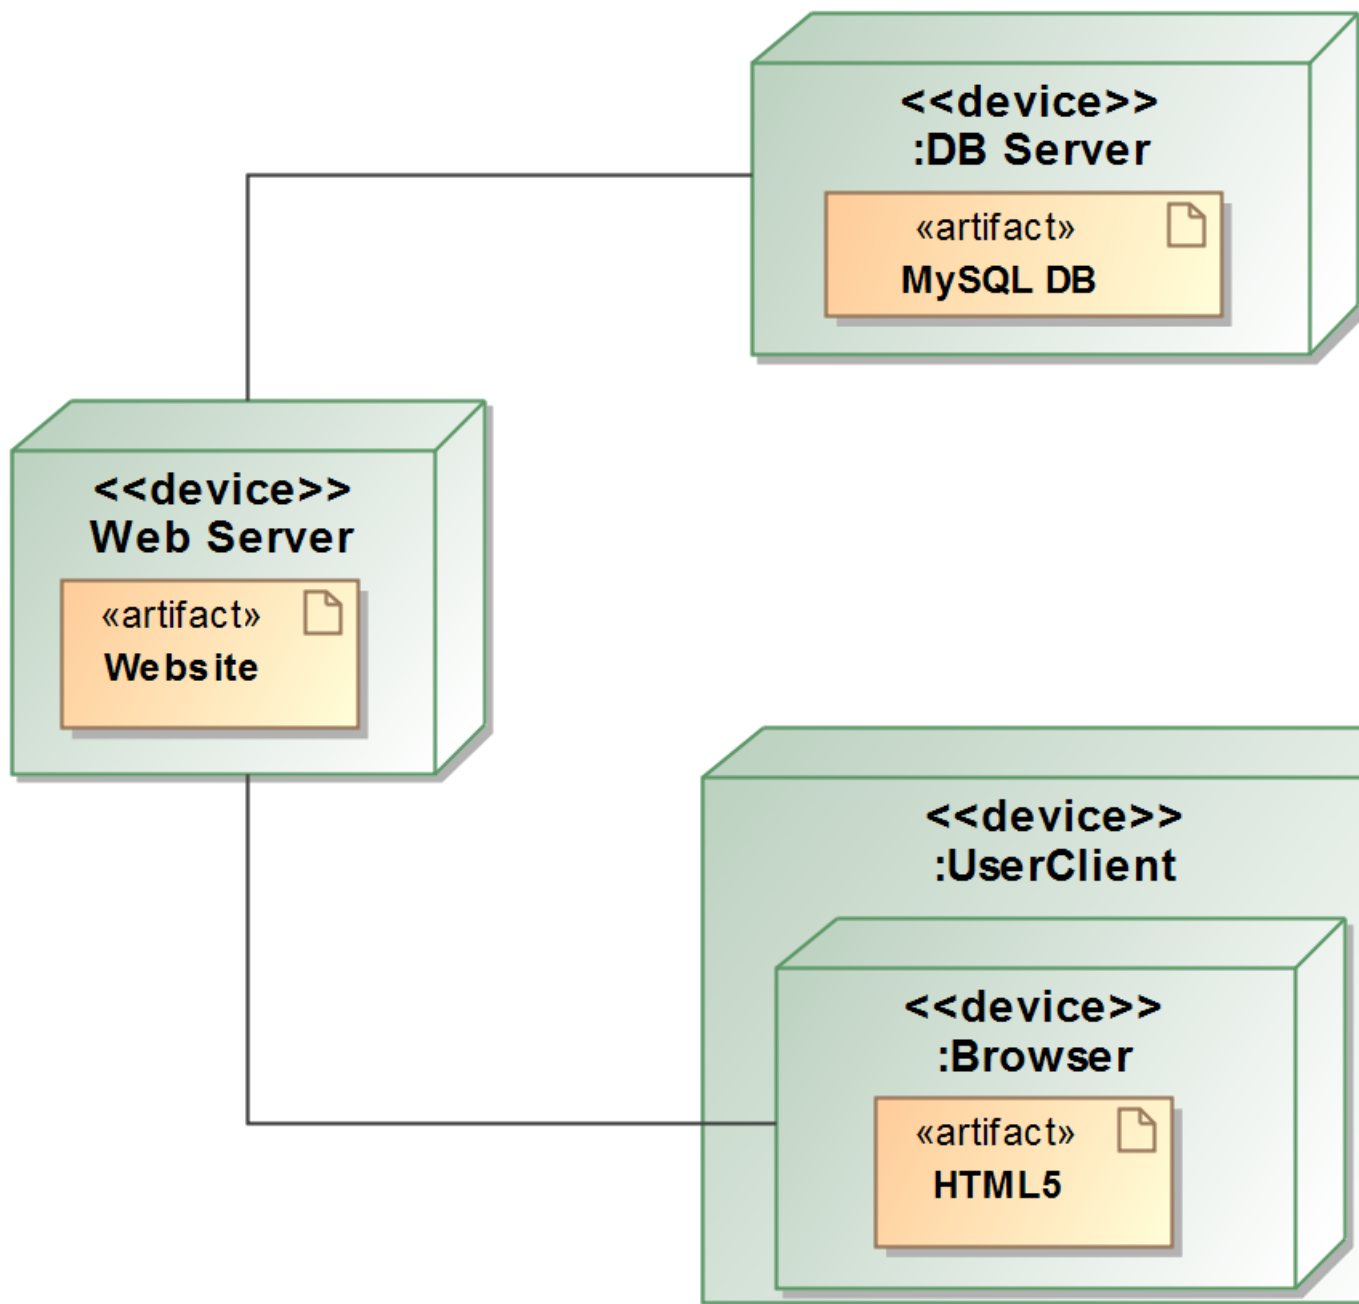 <<device>>
:DB Server
«artifact»
MySQL DB
<<device>>
Web Server
«artifact»
Website
<<device>>
:UserClient
<<device>>
:Browser
«artifact»
HTML5